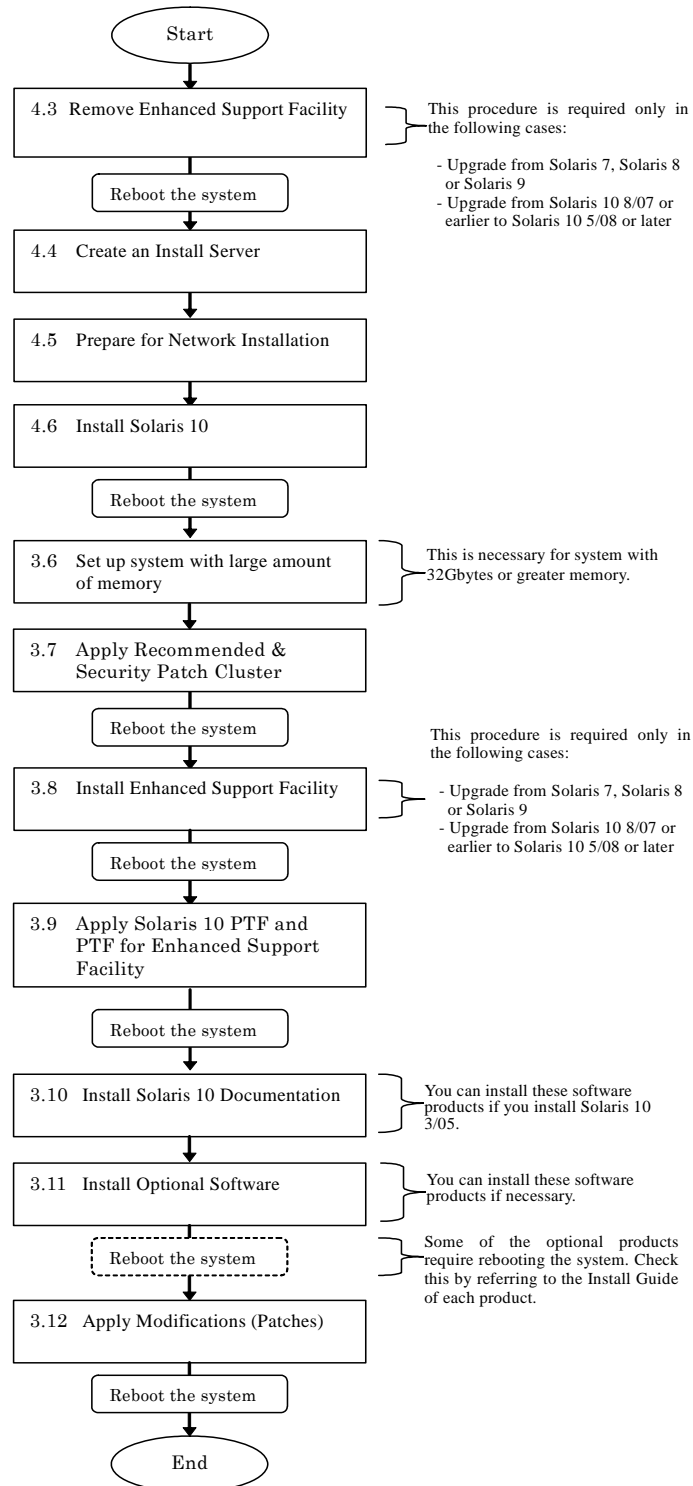 Start
4.3 Remove Enhanced Support Facility
This procedure is required only in
the following cases:
- Upgrade from Solaris 7, Solaris 8
or Solaris 9
- Upgrade from Solaris 10 8/07 or
earlier to Solaris 10 5/08 or later
Reboot the system
4.4 Create an Install Server
4.5 Prepare for Network Installation
4.6 Install Solaris 10
Reboot the system
3.6 Set up system with large amount
of memory
This is necessary for system with
32Gbytes or greater memory.
3.7 Apply Recommended &
Security Patch Cluster
Reboot the system
3.8 Install Enhanced Support Facility
This procedure is required only in
the following cases:
- Upgrade from Solaris 7, Solaris 8
or Solaris 9
- Upgrade from Solaris 10 8/07 or
earlier to Solaris 10 5/08 or later
Reboot the system
3.9 Apply Solaris 10 PTF and
PTF for Enhanced Support
Facility
Reboot the system
3.10 Install Solaris 10 Documentation
You can install these software
products if you install Solaris 10
3/05.
3.11 Install Optional Software
You can install these software
products if necessary.
Reboot the system
Some of the optional products
require rebooting the system. Check
this by referring to the Install Guide
of each product.
3.12 Apply Modifications (Patches)
Reboot the system
End